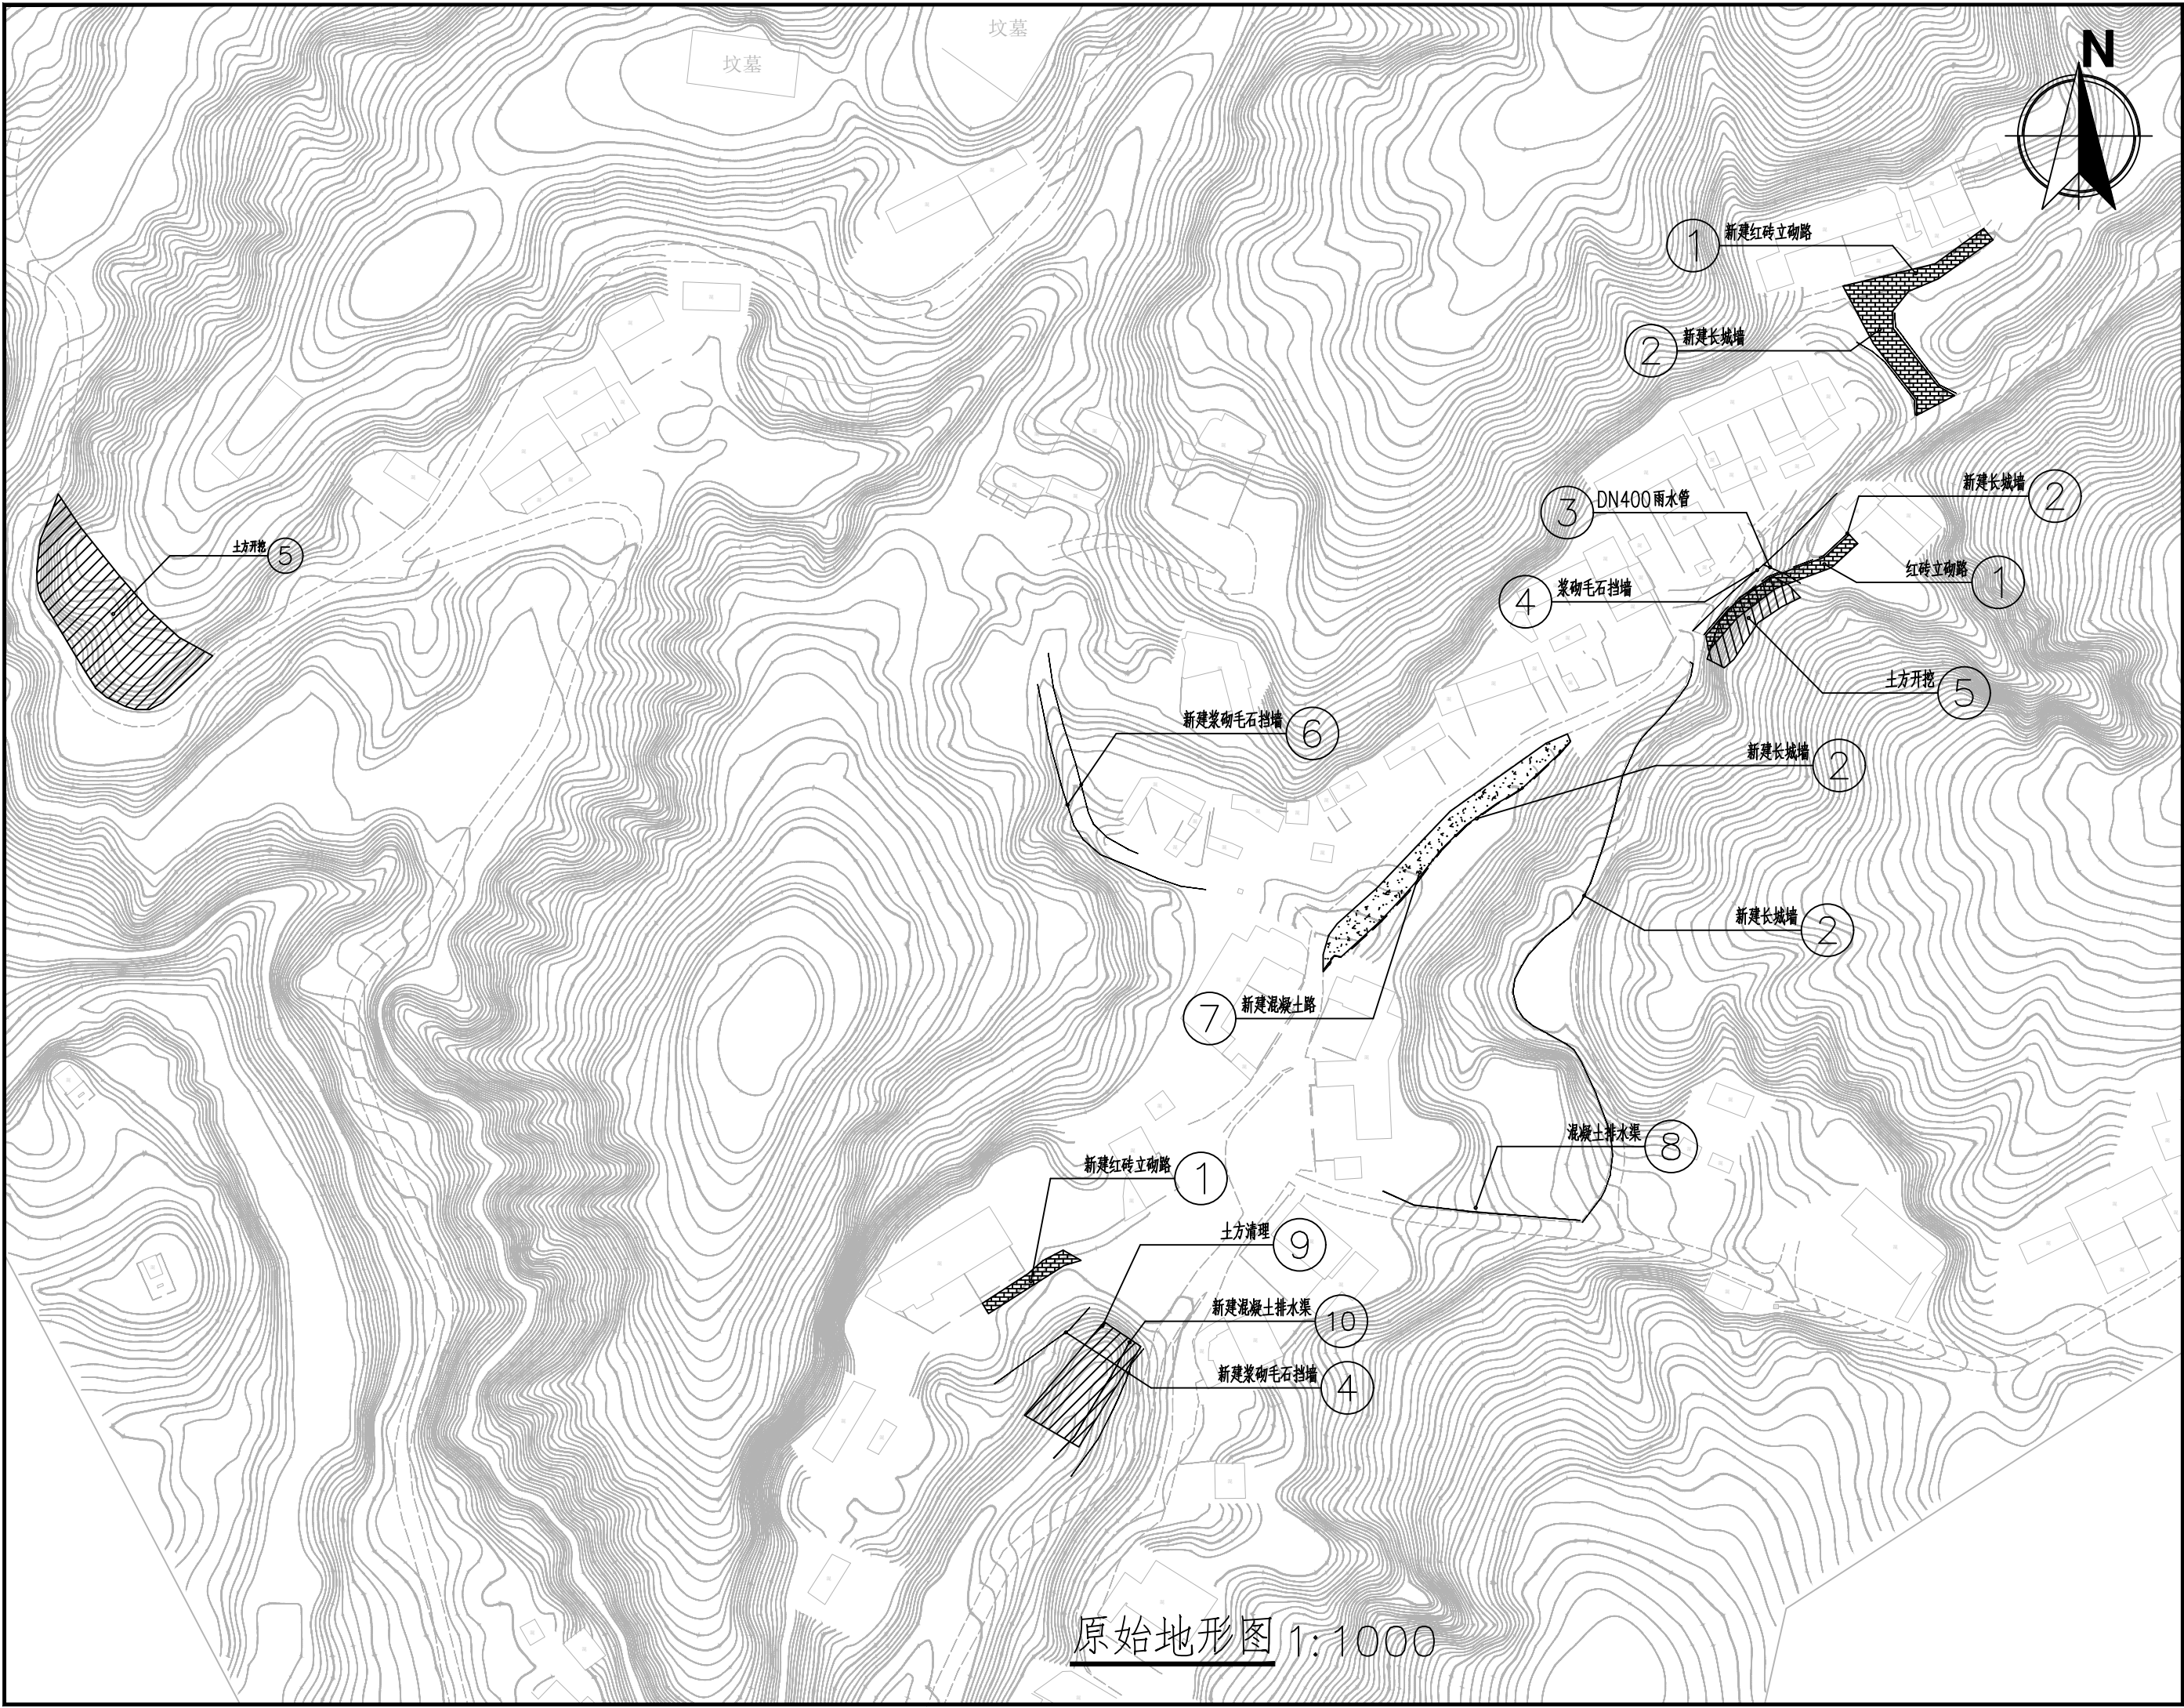 坟墓
坟墓
N
① 新建红砖立砌路
② 新建长城墙
新建长城墙 ②
③ DN400雨水管
土方开挖 ⑤
红砖立砌路 ①
④ 浆砌毛石挡墙
土方开挖 ⑤
新建浆砌毛石挡墙 ⑥
新建长城墙 ②
新建长城墙 ②
⑦ 新建混凝土路
混凝土排水渠 ⑧
新建红砖立砌路 ①
土方清理 ⑨
新建混凝土排水渠 ⑩
新建浆砌毛石挡墙 ④
原始地形图 1:1000